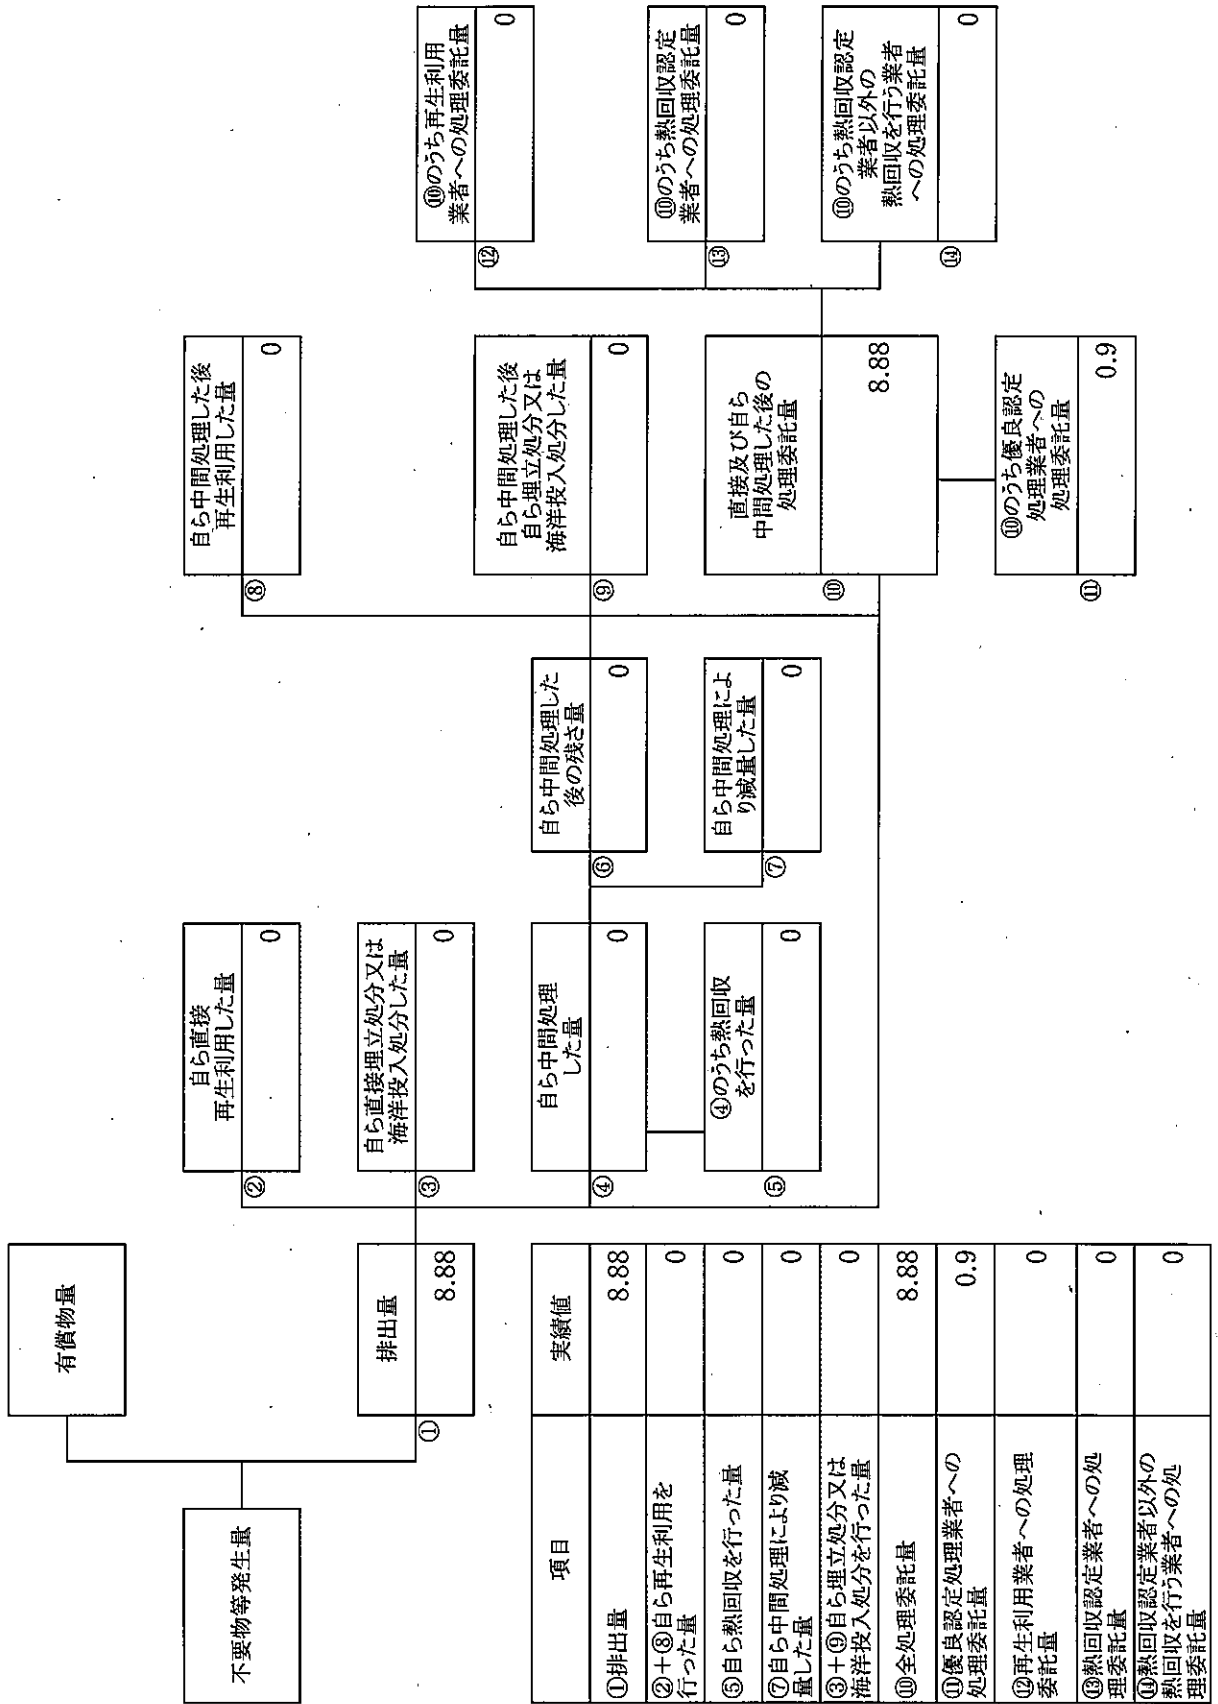 不要物等発生量
有償物量
排出量
①
8.88
自ら直接
再生利用した量
②
0
自ら直接埋立処分又は
海洋投入処分した量
③
0
自ら中間処理
した量
④
0
④のうち熱回収
を行った量
⑤
0
自ら中間処理した
後の残さ量
⑥
0
自ら中間処理によ
り減量した量
⑦
0
自ら中間処理した後
再生利用した量
⑧
0
自ら中間処理した後
自ら埋立処分又は
海洋投入処分した量
⑨
0
直接及び自ら
中間処理した後の
処理委託量
⑩
8.88
⑩のうち優良認定
処理業者への
処理委託量
⑪
0.9
⑩のうち再生利用
業者への処理委託量
⑫
0
⑩のうち熱回収認定
業者への処理委託量
⑬
0
⑩のうち熱回収認定
業者以外の
熱回収を行う業者
への処理委託量
⑭
0
項目 実績値
①排出量 8.88
②+⑧自ら再生利用を
行った量 0
⑤自ら熱回収を行った量 0
⑦自ら中間処理により減
量した量 0
③+⑨自ら埋立処分又は
海洋投入処分を行った量 0
⑩全処理委託量 8.88
⑪優良認定処理業者への
処理委託量 0.9
⑫再生利用業者への処理
委託量 0
⑬熱回収認定業者への処
理委託量 0
⑭熱回収認定業者以外の
熱回収を行う業者への処
理委託量 0